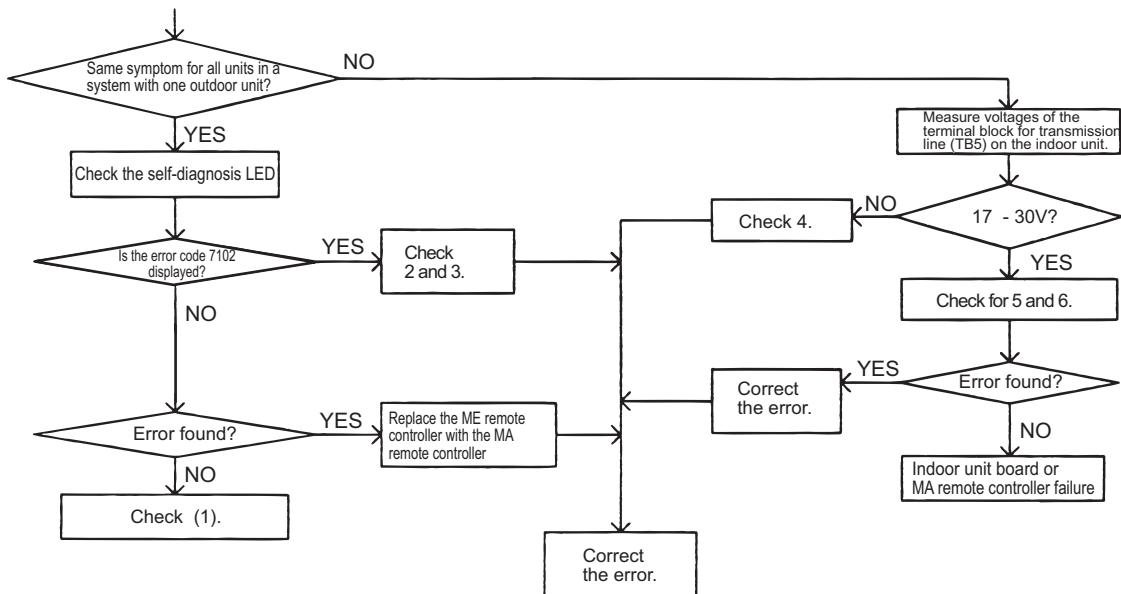 Same symptom for all units in a
system with one outdoor unit?
NO
YES
Measure voltages of the
terminal block for transmission
line (TB5) on the indoor unit.
Check the self-diagnosis LED
17 - 30V?
NO
Check 4.
YES
Is the error code 7102
displayed?
YES
Check
2 and 3.
NO
Check for 5 and 6.
Error found?
YES
Correct
the error.
NO
Indoor unit board or
MA remote controller failure
Error found?
YES
Replace the ME remote
controller with the MA
remote controller
NO
Check (1).
Correct
the error.